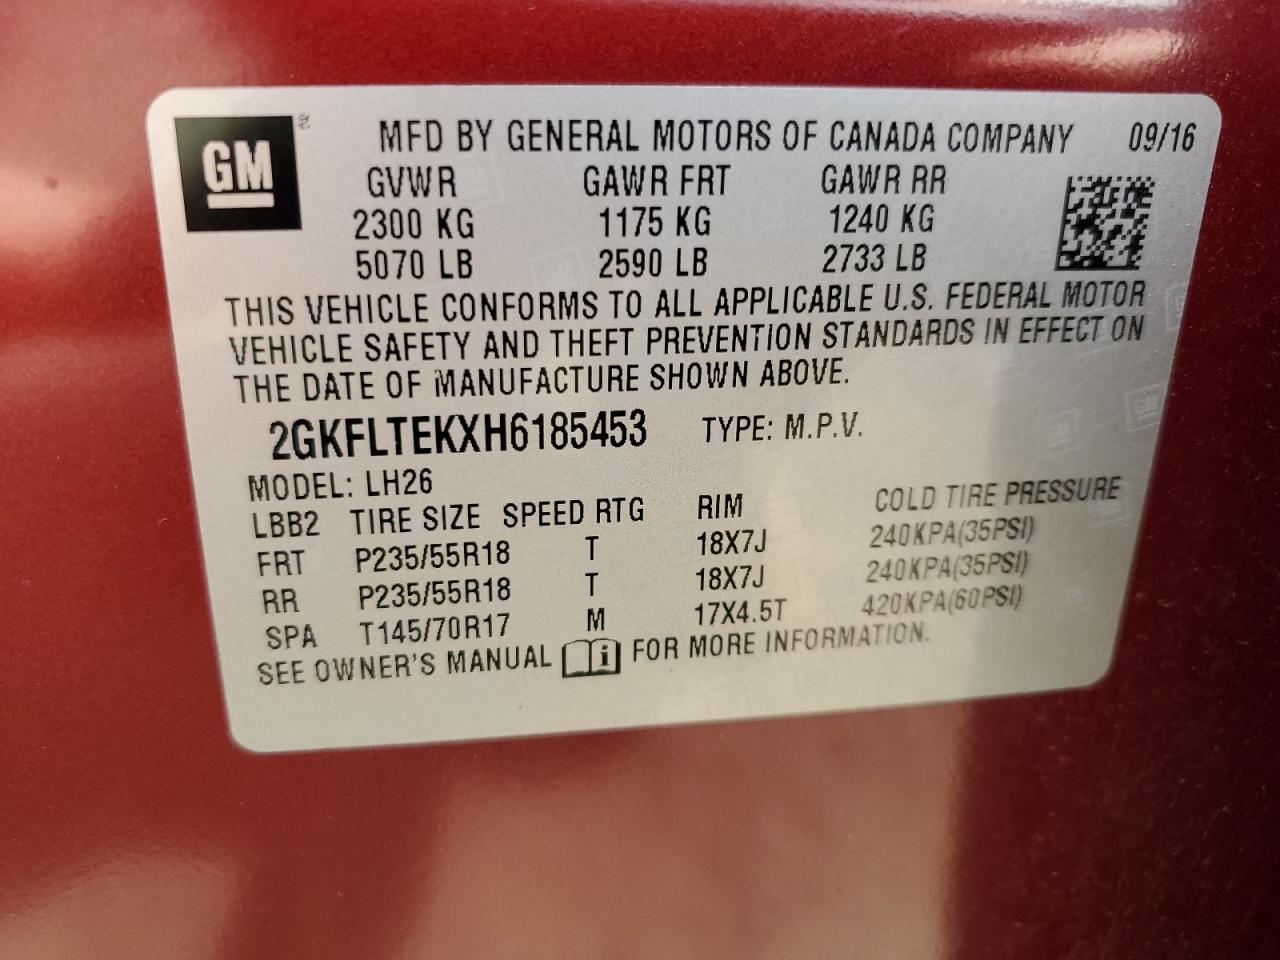 GM ®
MFD BY GENERAL MOTORS OF CANADA COMPANY 09/16
GVWR GAWR FRT GAWR RR
2300 KG 1175 KG 1240 KG
5070 LB 2590 LB 2733 LB
THIS VEHICLE CONFORMS TO ALL APPLICABLE U.S. FEDERAL MOTOR
VEHICLE SAFETY AND THEFT PREVENTION STANDARDS IN EFFECT ON
THE DATE OF MANUFACTURE SHOWN ABOVE.
2GKFLTEKXH6185453 TYPE: M.P.V.
MODEL: LH26
LBB2 TIRE SIZE SPEED RTG RIM COLD TIRE PRESSURE
FRT P235/55R18 T 18X7J 240KPA(35PSI)
RR P235/55R18 T 18X7J 240KPA(35PSI)
SPA T145/70R17 M 17X4.5T 420KPA(60PSI)
SEE OWNER'S MANUAL i FOR MORE INFORMATION.